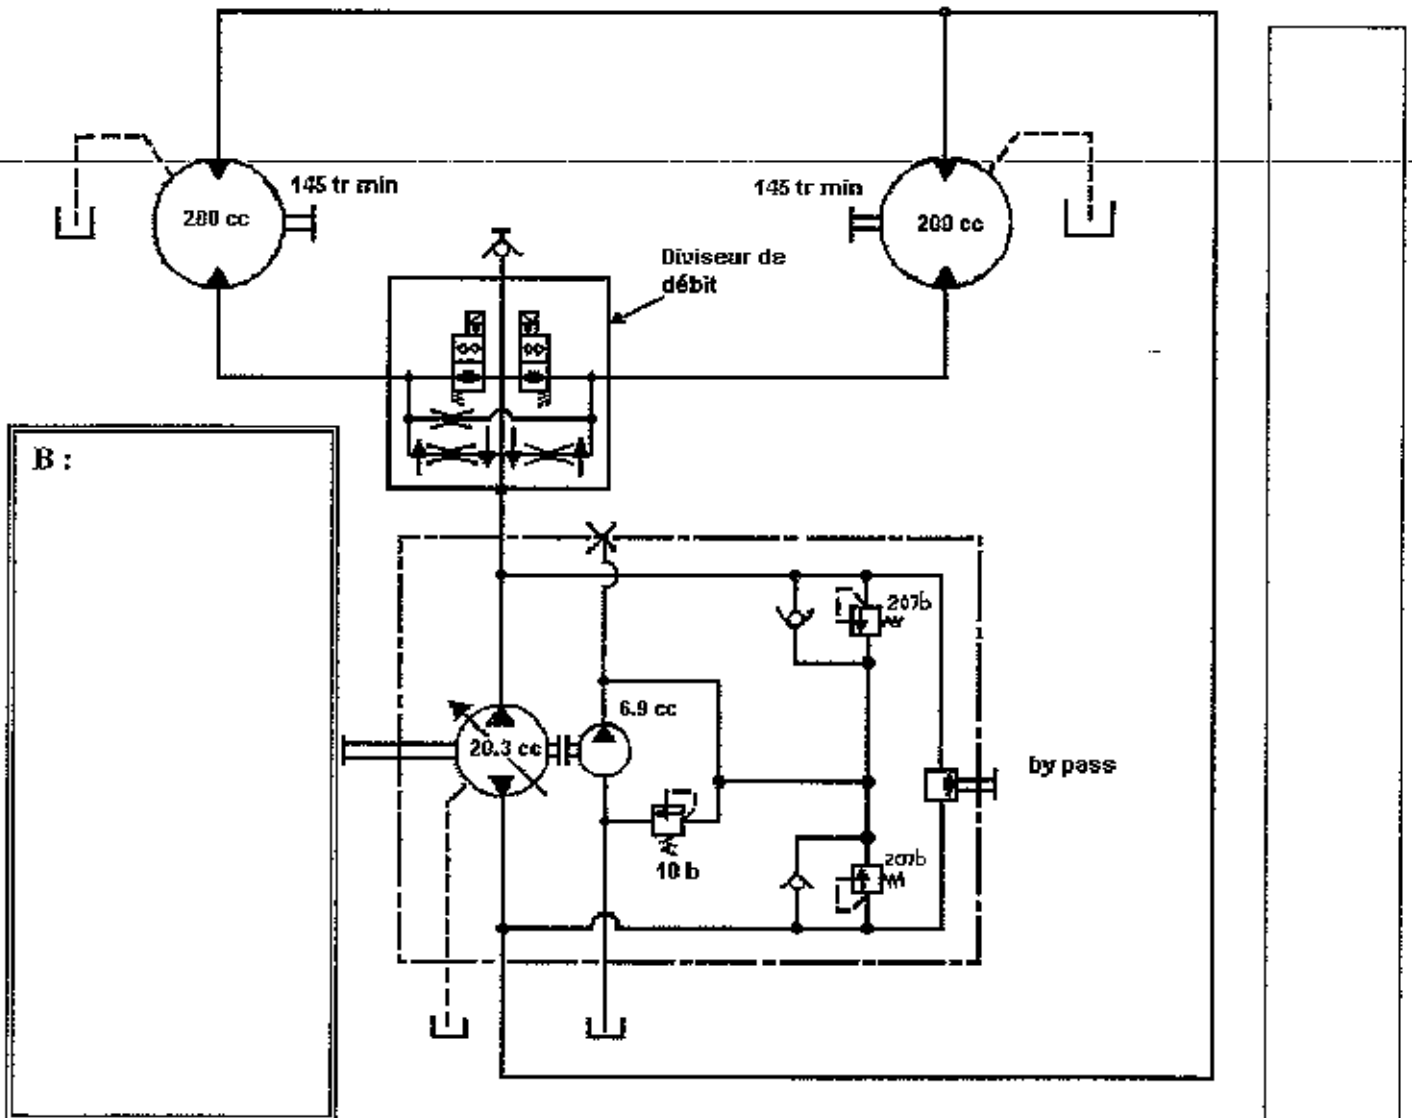 145 tr min
145 tr min
280 cc
200 cc
Diviseur de
débit
B :
207b
6.9 cc
20.3 cc
by pass
10 b
207b